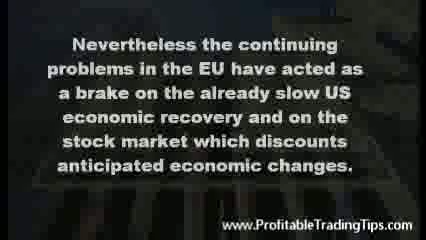 Nevertheless the continuing
problems in the EU have acted as
a brake on the already slow US
economic recovery and on the
stock market which discounts
anticipated economic changes.
www.ProfitableTradingTips.com